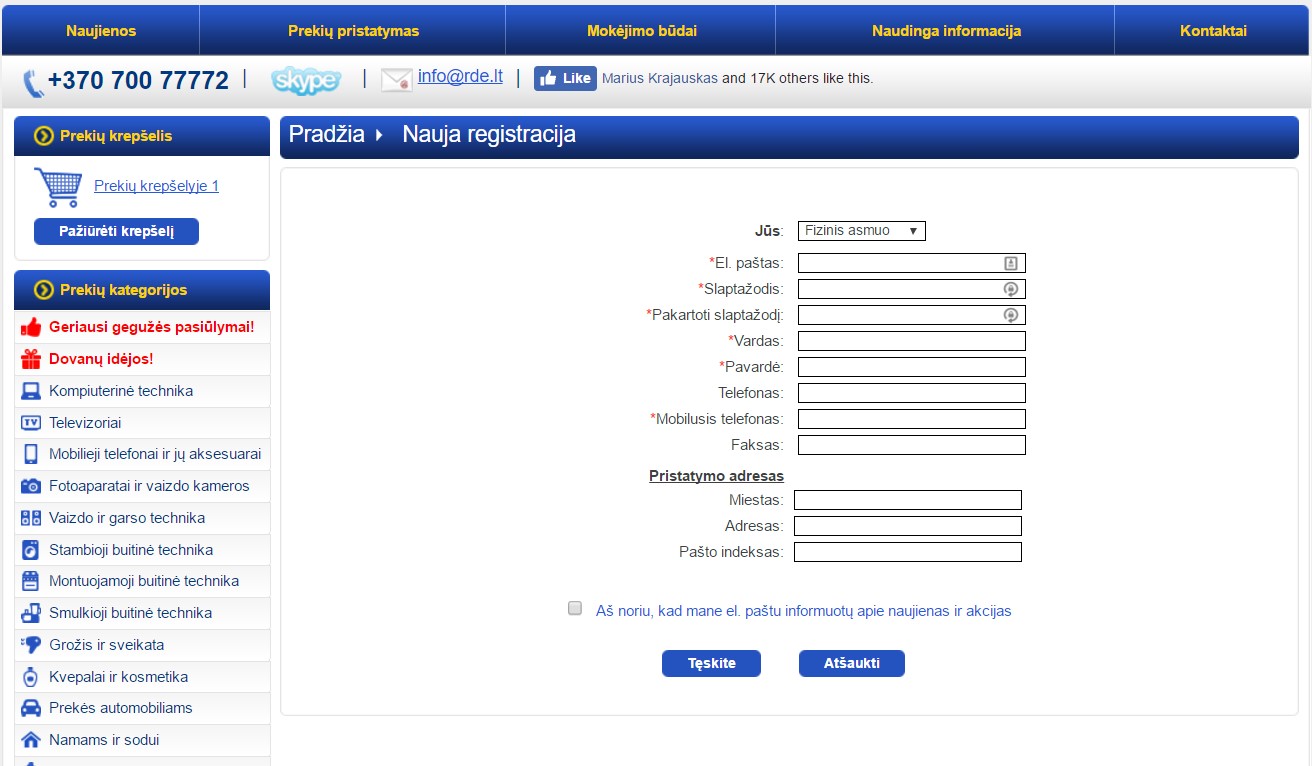 Naujienos
Prekių pristatymas
Mokėjimo būdai
Naudinga informacija
Kontaktai
+370 700 77772 | skype | info@rde.lt | Like Marius Krajauskas and 17K others like this.
Prekių krepšelis
Prekių krepšelyje 1
Pažiūrėti krepšelį
Prekių kategorijos
Geriausi gegužės pasiūlymai!
Dovanų idėjos!
Kompiuterinė technika
TV Televizoriai
Mobilieji telefonai ir jų aksesuarai
Fotoaparatai ir vaizdo kameros
Vaizdo ir garso technika
Stambioji buitinė technika
Montuojamoji buitinė technika
Smulkioji buitinė technika
Grožis ir sveikata
Kvepalai ir kosmetika
Prekės automobiliams
Namams ir sodui
Pradžia Nauja registracija
Jūs: Fizinis asmuo
*El. paštas:
*Slaptažodis:
*Pakartoti slaptažodį:
*Vardas:
*Pavardė:
Telefonas:
*Mobilusis telefonas:
Faksas:
Pristatymo adresas
Miestas:
Adresas:
Pašto indeksas:
Aš noriu, kad mane el. paštu informuotų apie naujienas ir akcijas
Tęskite
Atšaukti